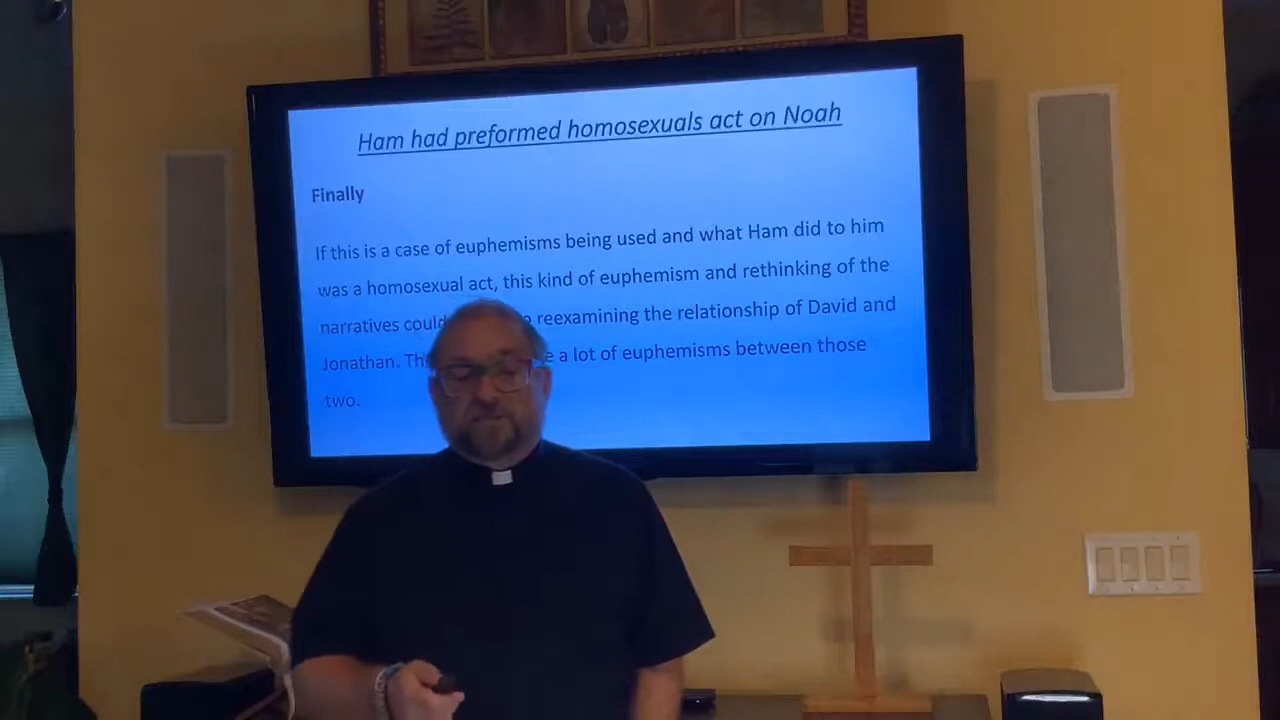 Ham had preformed homosexuals act on Noah
Finally
If this is a case of euphemisms being used and what Ham did to him
was a homosexual act, this kind of euphemism and rethinking of the
narratives could reexamining the relationship of David and
Jonathan. a lot of euphemisms between those
two.